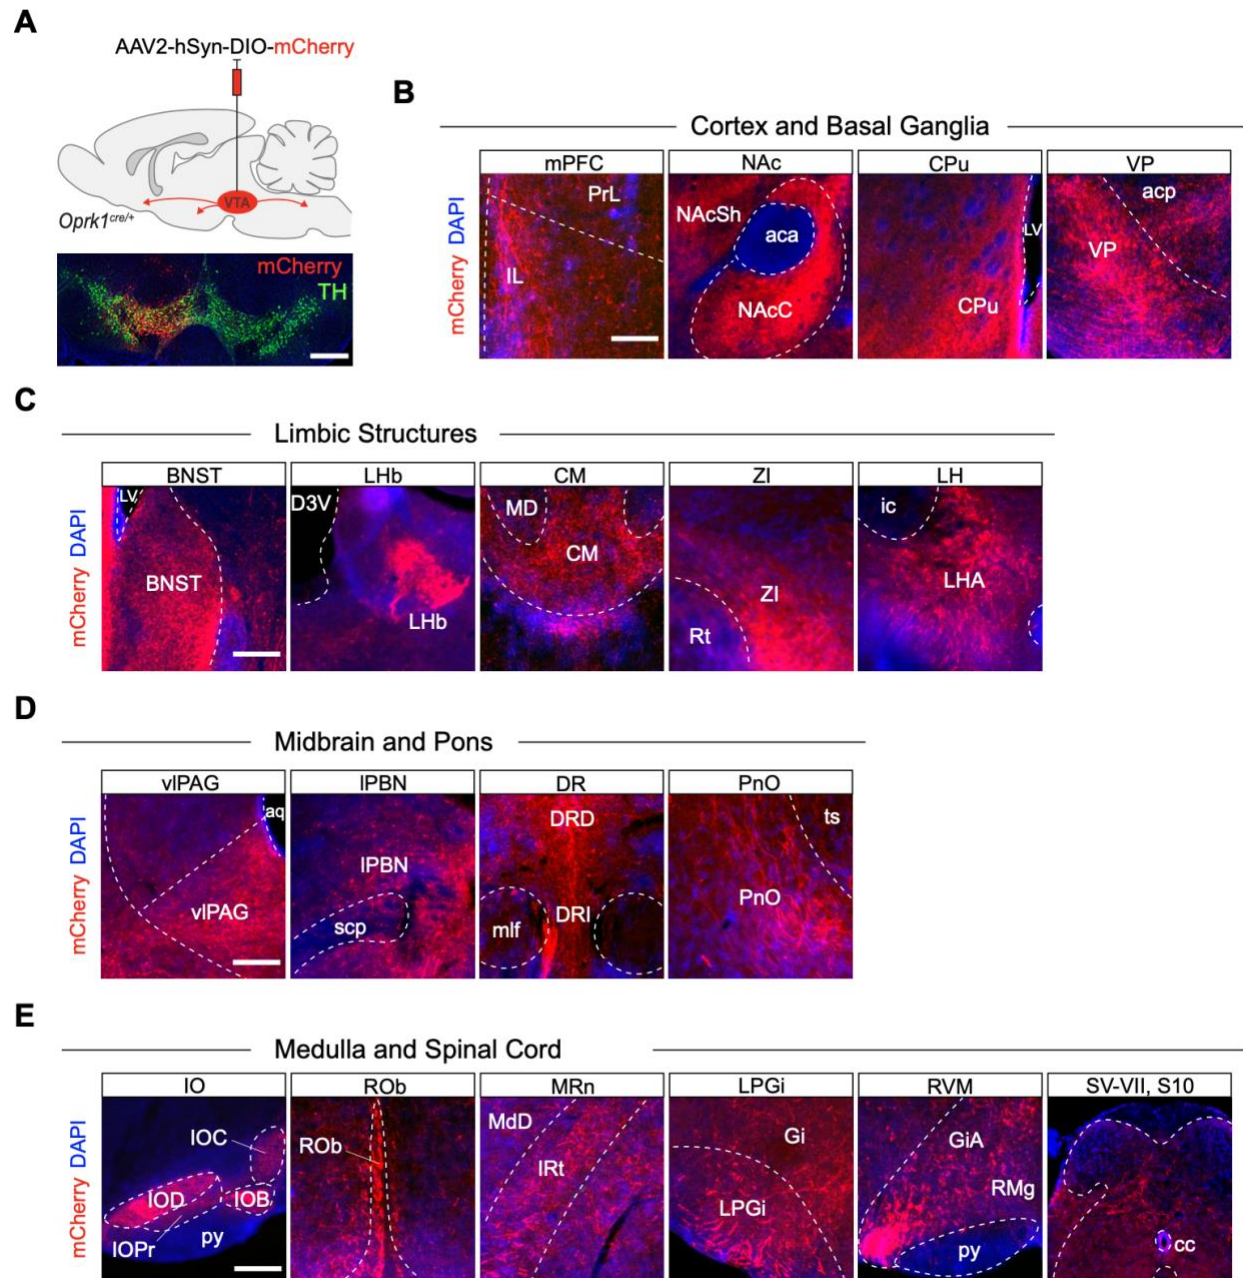 A
AAV2-hSyn-DIO-mCherry
VTA
Oprk1cre/+
mCherry
TH
B
Cortex and Basal Ganglia
mPFC NAc CPu VP
mCherry DAPI
PrL
IL
NAcSh
aca
NAcC
LV
CPu
acp
VP
C
Limbic Structures
BNST LHb CM ZI LH
mCherry DAPI
LV
BNST
D3V
LHb
MD
CM
ZI
Rt
ic
LHA
D
Midbrain and Pons
vlPAG lPBN DR PnO
mCherry DAPI
aq
vlPAG
lPBN
scp
DRD
DRI
mlf
ts
PnO
E
Medulla and Spinal Cord
IO ROb MRn LPGi RVM SV-VII, S10
mCherry DAPI
IOC
IOD
IOB
IOPr
py
ROb
MdD
IRt
Gi
LPGi
GiA
RMg
py
cc